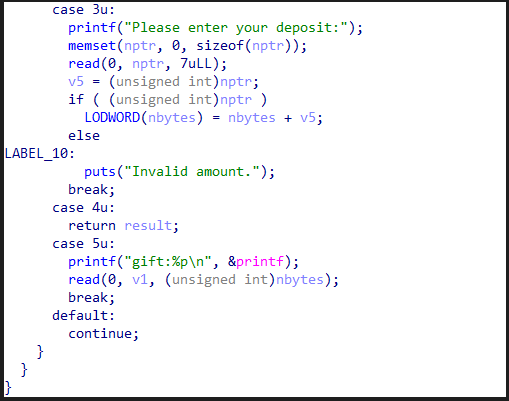 case 3u:
printf("Please enter your deposit:");
memset(nptr, 0, sizeof(nptr));
read(0, nptr, 7uLL);
v5 = (unsigned int)nptr;
if ( (unsigned int)nptr )
LODWORD(nbytes) = nbytes + v5;
else
LABEL_10:
puts("Invalid amount.");
break;
case 4u:
return result;
case 5u:
printf("gift:%p\n", &printf);
read(0, v1, (unsigned int)nbytes);
break;
default:
continue;
}
}
}